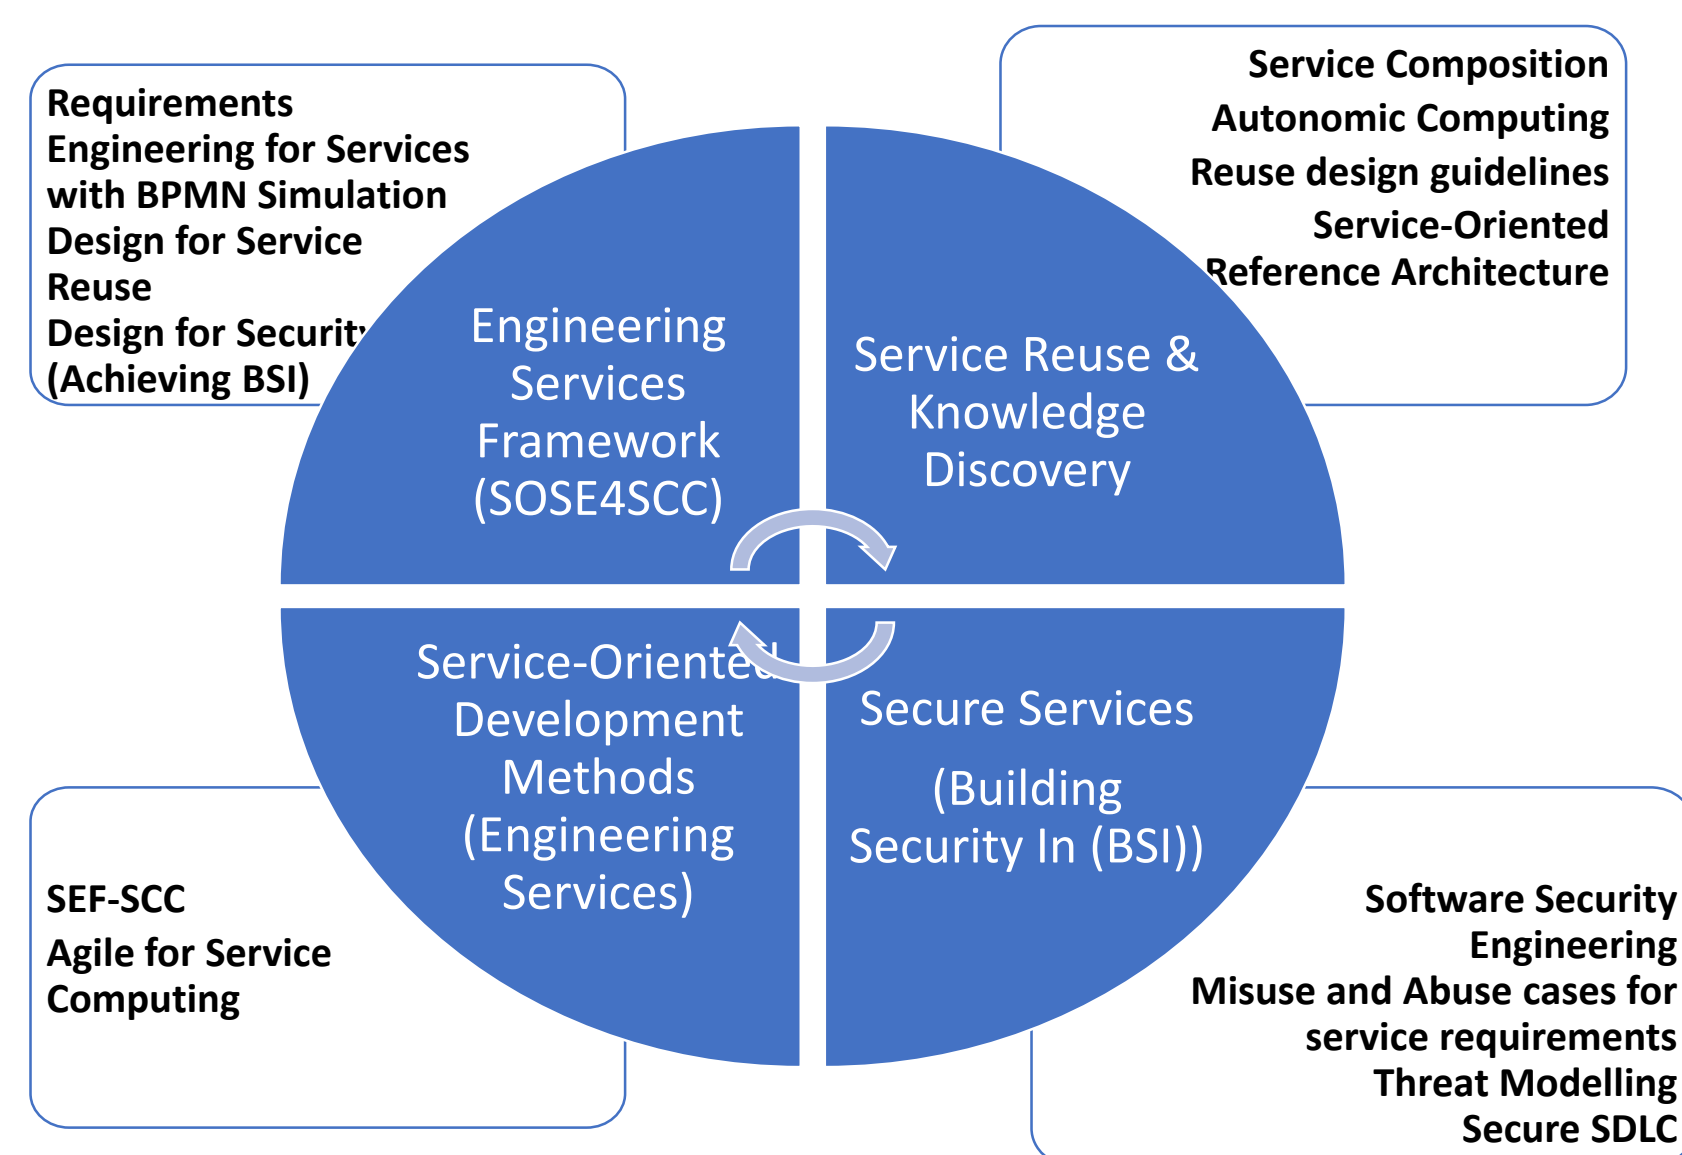 Requirements
Engineering for Services
with BPMN Simulation
Design for Service
Reuse
Design for Security
(Achieving BSI)
Service Composition
Autonomic Computing
Reuse design guidelines
Service-Oriented
Reference Architecture
Engineering
Services
Framework
(SOSE4SCC)
Service Reuse &
Knowledge
Discovery
Service-Oriented
Development
Methods
(Engineering
Services)
Secure Services
(Building
Security In (BSI))
SEF-SCC
Agile for Service
Computing
Software Security
Engineering
Misuse and Abuse cases for
service requirements
Threat Modelling
Secure SDLC